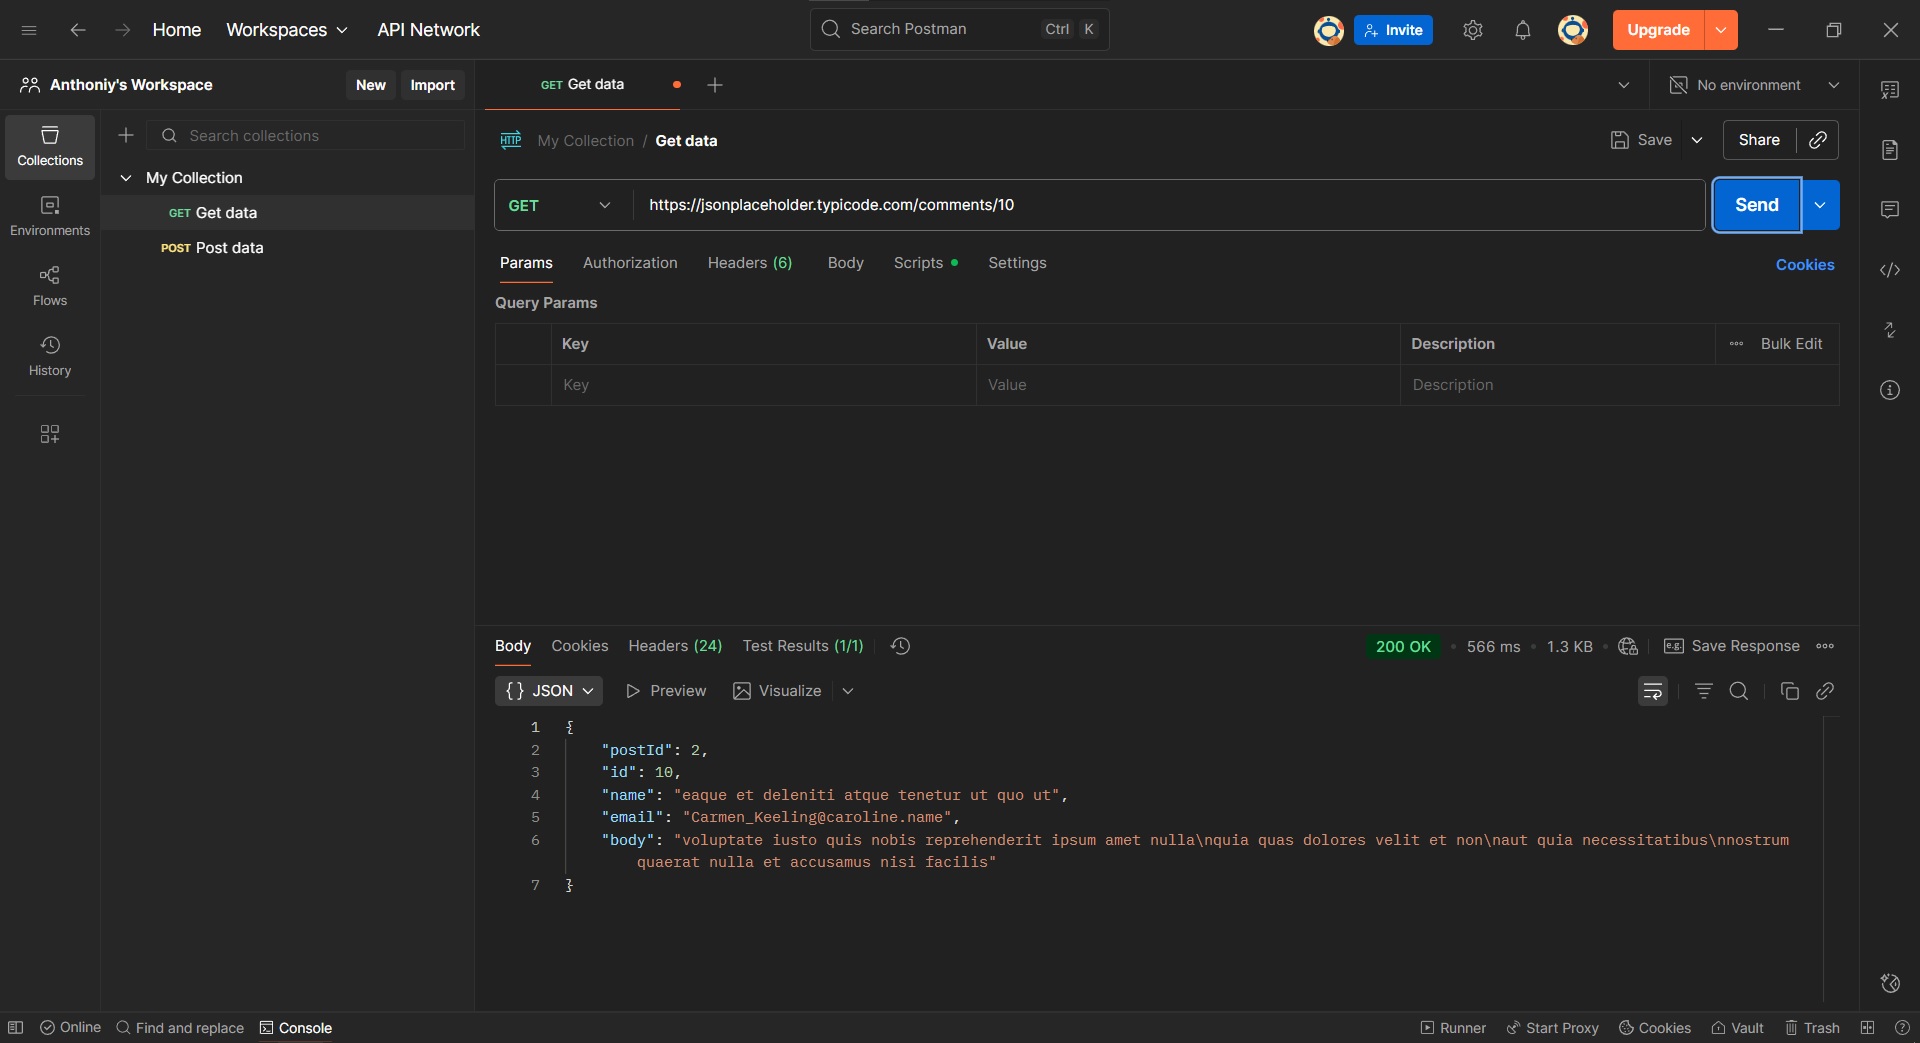 Home Workspaces API Network Search Postman Ctrl K Invite Upgrade
Anthoniy's Workspace New Import GET Get data No environment
Collections Search collections HTTP My Collection / Get data Save Share
My Collection
GET Get data GET https://jsonplaceholder.typicode.com/comments/10 Send
Environments
POST Post data
Params Authorization Headers (6) Body Scripts Settings Cookies
Flows
Query Params
Key Value Description Bulk Edit
History
Key Value Description
Body Cookies Headers (24) Test Results (1/1) 200 OK 566 ms 1.3 KB e.g. Save Response
{} JSON Preview Visualize
1 {
2 "postId": 2,
3 "id": 10,
4 "name": "eaque et deleniti atque tenetur ut quo ut",
5 "email": "Carmen_Keeling@caroline.name",
6 "body": "voluptate iusto quis nobis reprehenderit ipsum amet nulla\nquia quas dolores velit et non\naut quia necessitatibus\nnostrum
quaerat nulla et accusamus nisi facilis"
7 }
Online Find and replace Console Runner Start Proxy Cookies Vault Trash